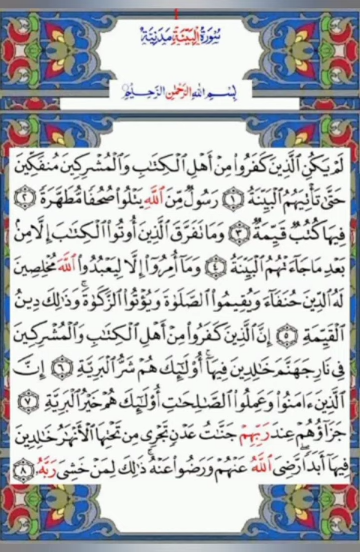 سُورَةُ الْبَيِّنَةِ مَدَنِيَّةٌ
بِسْمِ اللَّهِ الرَّحْمَٰنِ الرَّحِيمِ
لَمْ يَكُنِ الَّذِينَ كَفَرُوا مِنْ أَهْلِ الْكِتَابِ وَالْمُشْرِكِينَ مُنفَكِّينَ
حَتَّىٰ تَأْتِيَهُمُ الْبَيِّنَةُ ١ رَسُولٌ مِّنَ اللَّهِ يَتْلُوا صُحُفًا مُّطَهَّرَةً ٢
فِيهَا كُتُبٌ قَيِّمَةٌ ٣ وَمَا تَفَرَّقَ الَّذِينَ أُوتُوا الْكِتَابَ إِلَّا مِن
بَعْدِ مَا جَاءَتْهُمُ الْبَيِّنَةُ ٤ وَمَا أُمِرُوا إِلَّا لِيَعْبُدُوا اللَّهَ مُخْلِصِينَ
لَهُ الدِّينَ حُنَفَاءَ وَيُقِيمُوا الصَّلَوٰةَ وَيُؤْتُوا الزَّكَوٰةَ وَذَٰلِكَ دِينُ
الْقَيِّمَةِ ٥ إِنَّ الَّذِينَ كَفَرُوا مِنْ أَهْلِ الْكِتَابِ وَالْمُشْرِكِينَ
فِي نَارِ جَهَنَّمَ خَالِدِينَ فِيهَا أُولَٰئِكَ هُمْ شَرُّ الْبَرِيَّةِ ٦ إِنَّ
الَّذِينَ ءَامَنُوا وَعَمِلُوا الصَّالِحَاتِ أُولَٰئِكَ هُمْ خَيْرُ الْبَرِيَّةِ ٧
جَزَاؤُهُمْ عِندَ رَبِّهِمْ جَنَّاتُ عَدْنٍ تَجْرِي مِن تَحْتِهَا الْأَنْهَارُ خَالِدِينَ
فِيهَا أَبَدًا رَّضِيَ اللَّهُ عَنْهُمْ وَرَضُوا عَنْهُ ذَٰلِكَ لِمَنْ خَشِيَ رَبَّهُ ٨